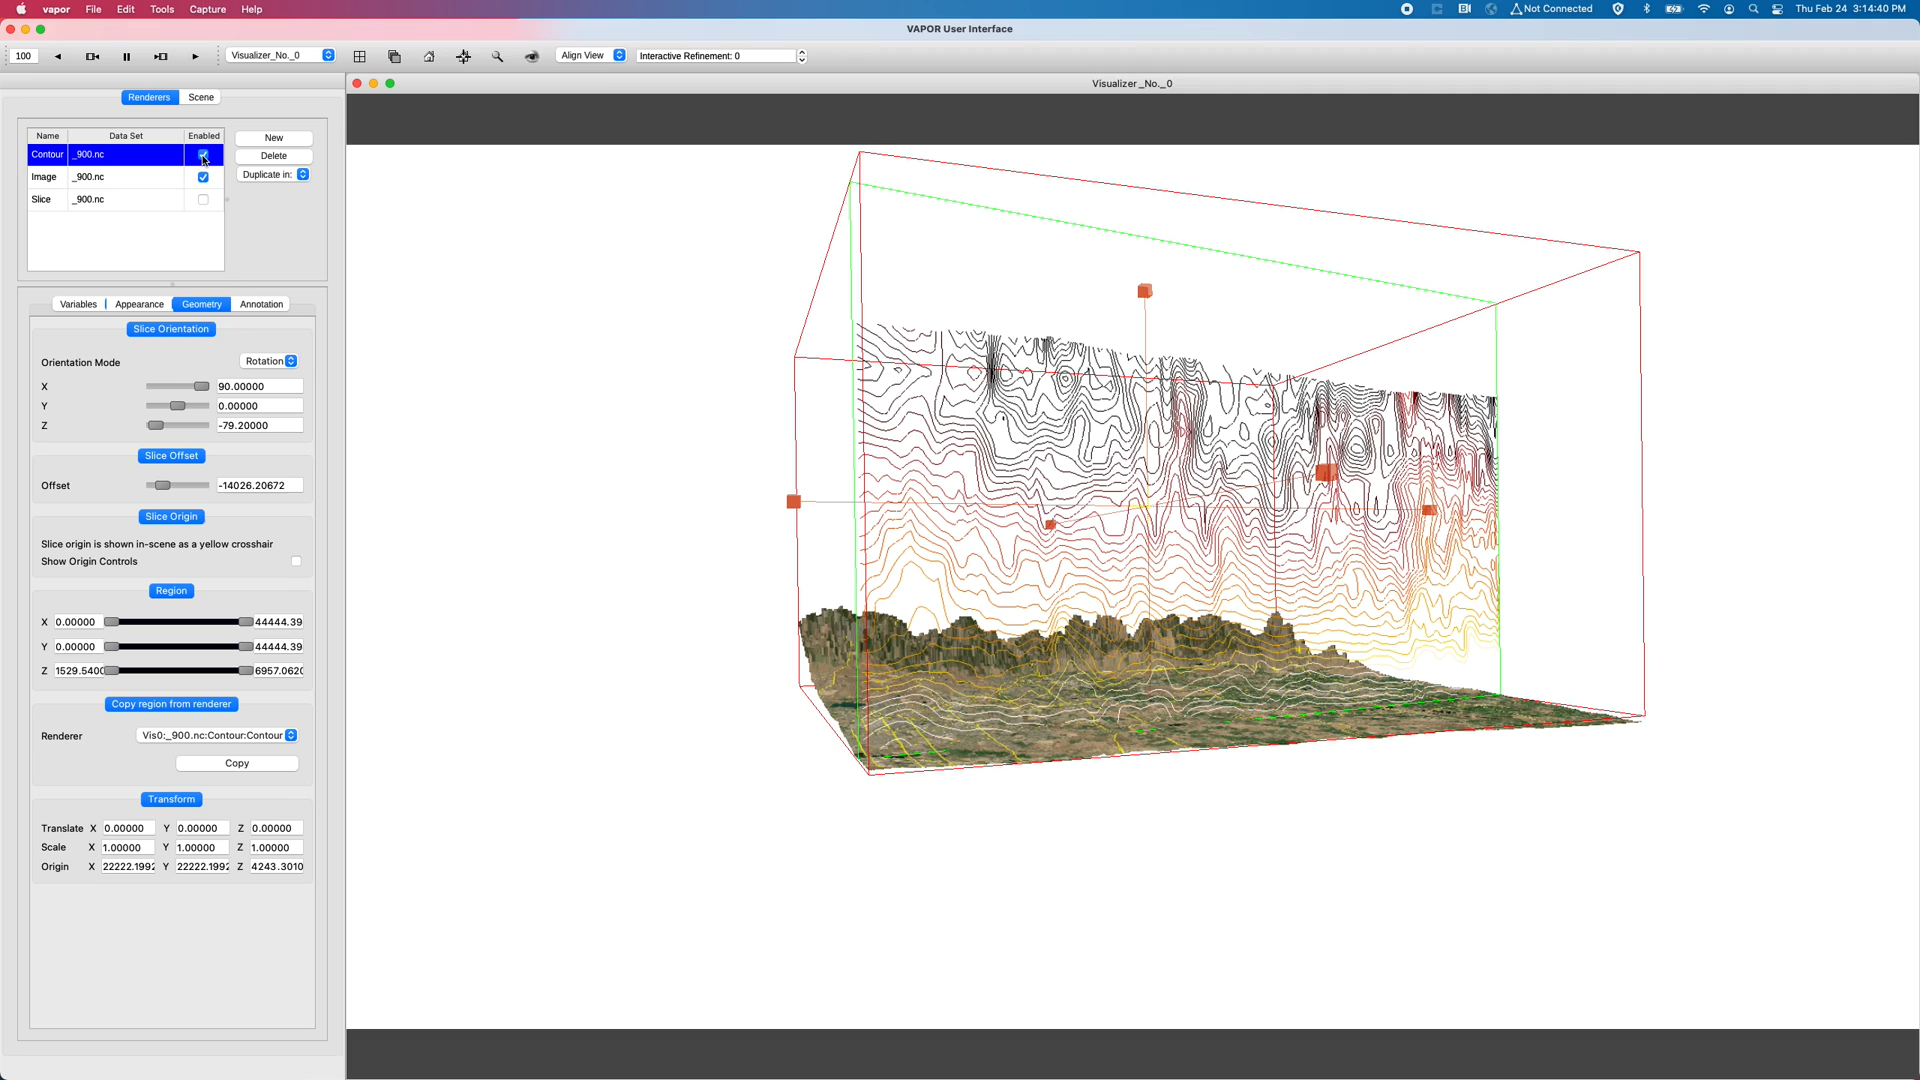 vapor File Edit Tools Capture Help Not Connected Thu Feb 24 3:14:40 PM
VAPOR User Interface
100 Visualizer_No._0 Align View Interactive Refinement: 0
Visualizer_No._0
Renderers Scene
Name Data Set Enabled
Contour _900.nc
Image _900.nc
Slice _900.nc
New
Delete
Duplicate in:
Variables Appearance Geometry Annotation
Slice Orientation
Orientation Mode Rotation
X 90.00000
Y 0.00000
Z -79.20000
Slice Offset
Offset -14026.20672
Slice Origin
Slice origin is shown in-scene as a yellow crosshair
Show Origin Controls
Region
X 0.00000 44444.39
Y 0.00000 44444.39
Z 1529.5400 6957.0620
Copy region from renderer
Renderer Vis0:_900.nc:Contour:Contour
Copy
Transform
Translate X 0.00000 Y 0.00000 Z 0.00000
Scale X 1.00000 Y 1.00000 Z 1.00000
Origin X 22222.1992 Y 22222.1992 Z 4243.3010